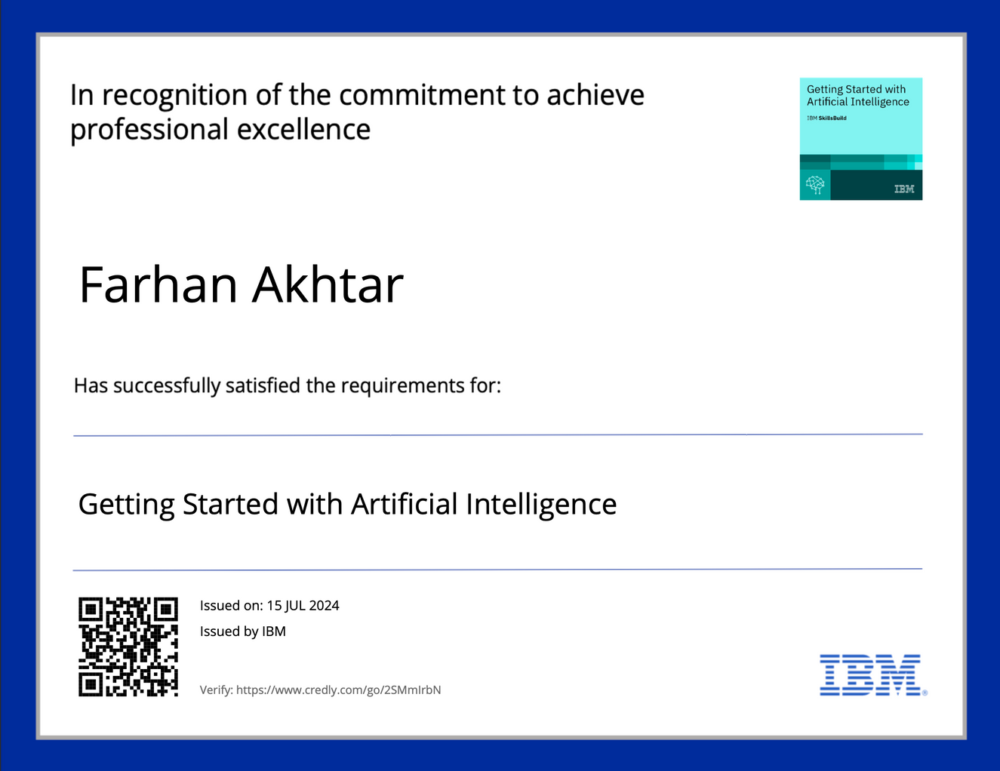 In recognition of the commitment to achieve
professional excellence
Getting Started with
Artificial Intelligence
IBM SkillsBuild
IBM
Farhan Akhtar
Has successfully satisfied the requirements for:
Getting Started with Artificial Intelligence
Issued on: 15 JUL 2024
Issued by IBM
Verify: https://www.credly.com/go/2SMmIrbN
IBM®